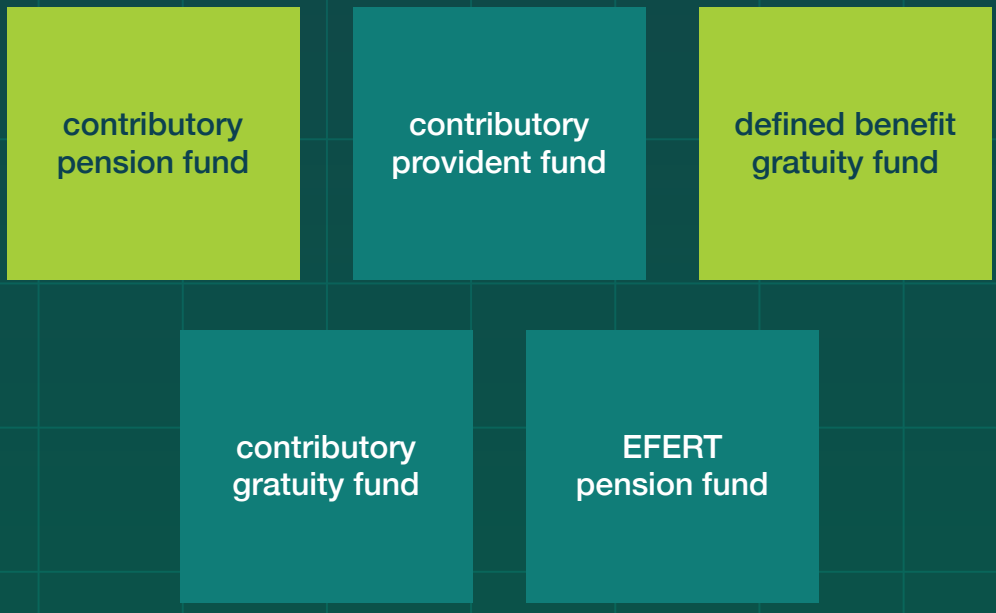 contributory
pension fund
contributory
provident fund
defined benefit
gratuity fund
contributory
gratuity fund
EFERT
pension fund